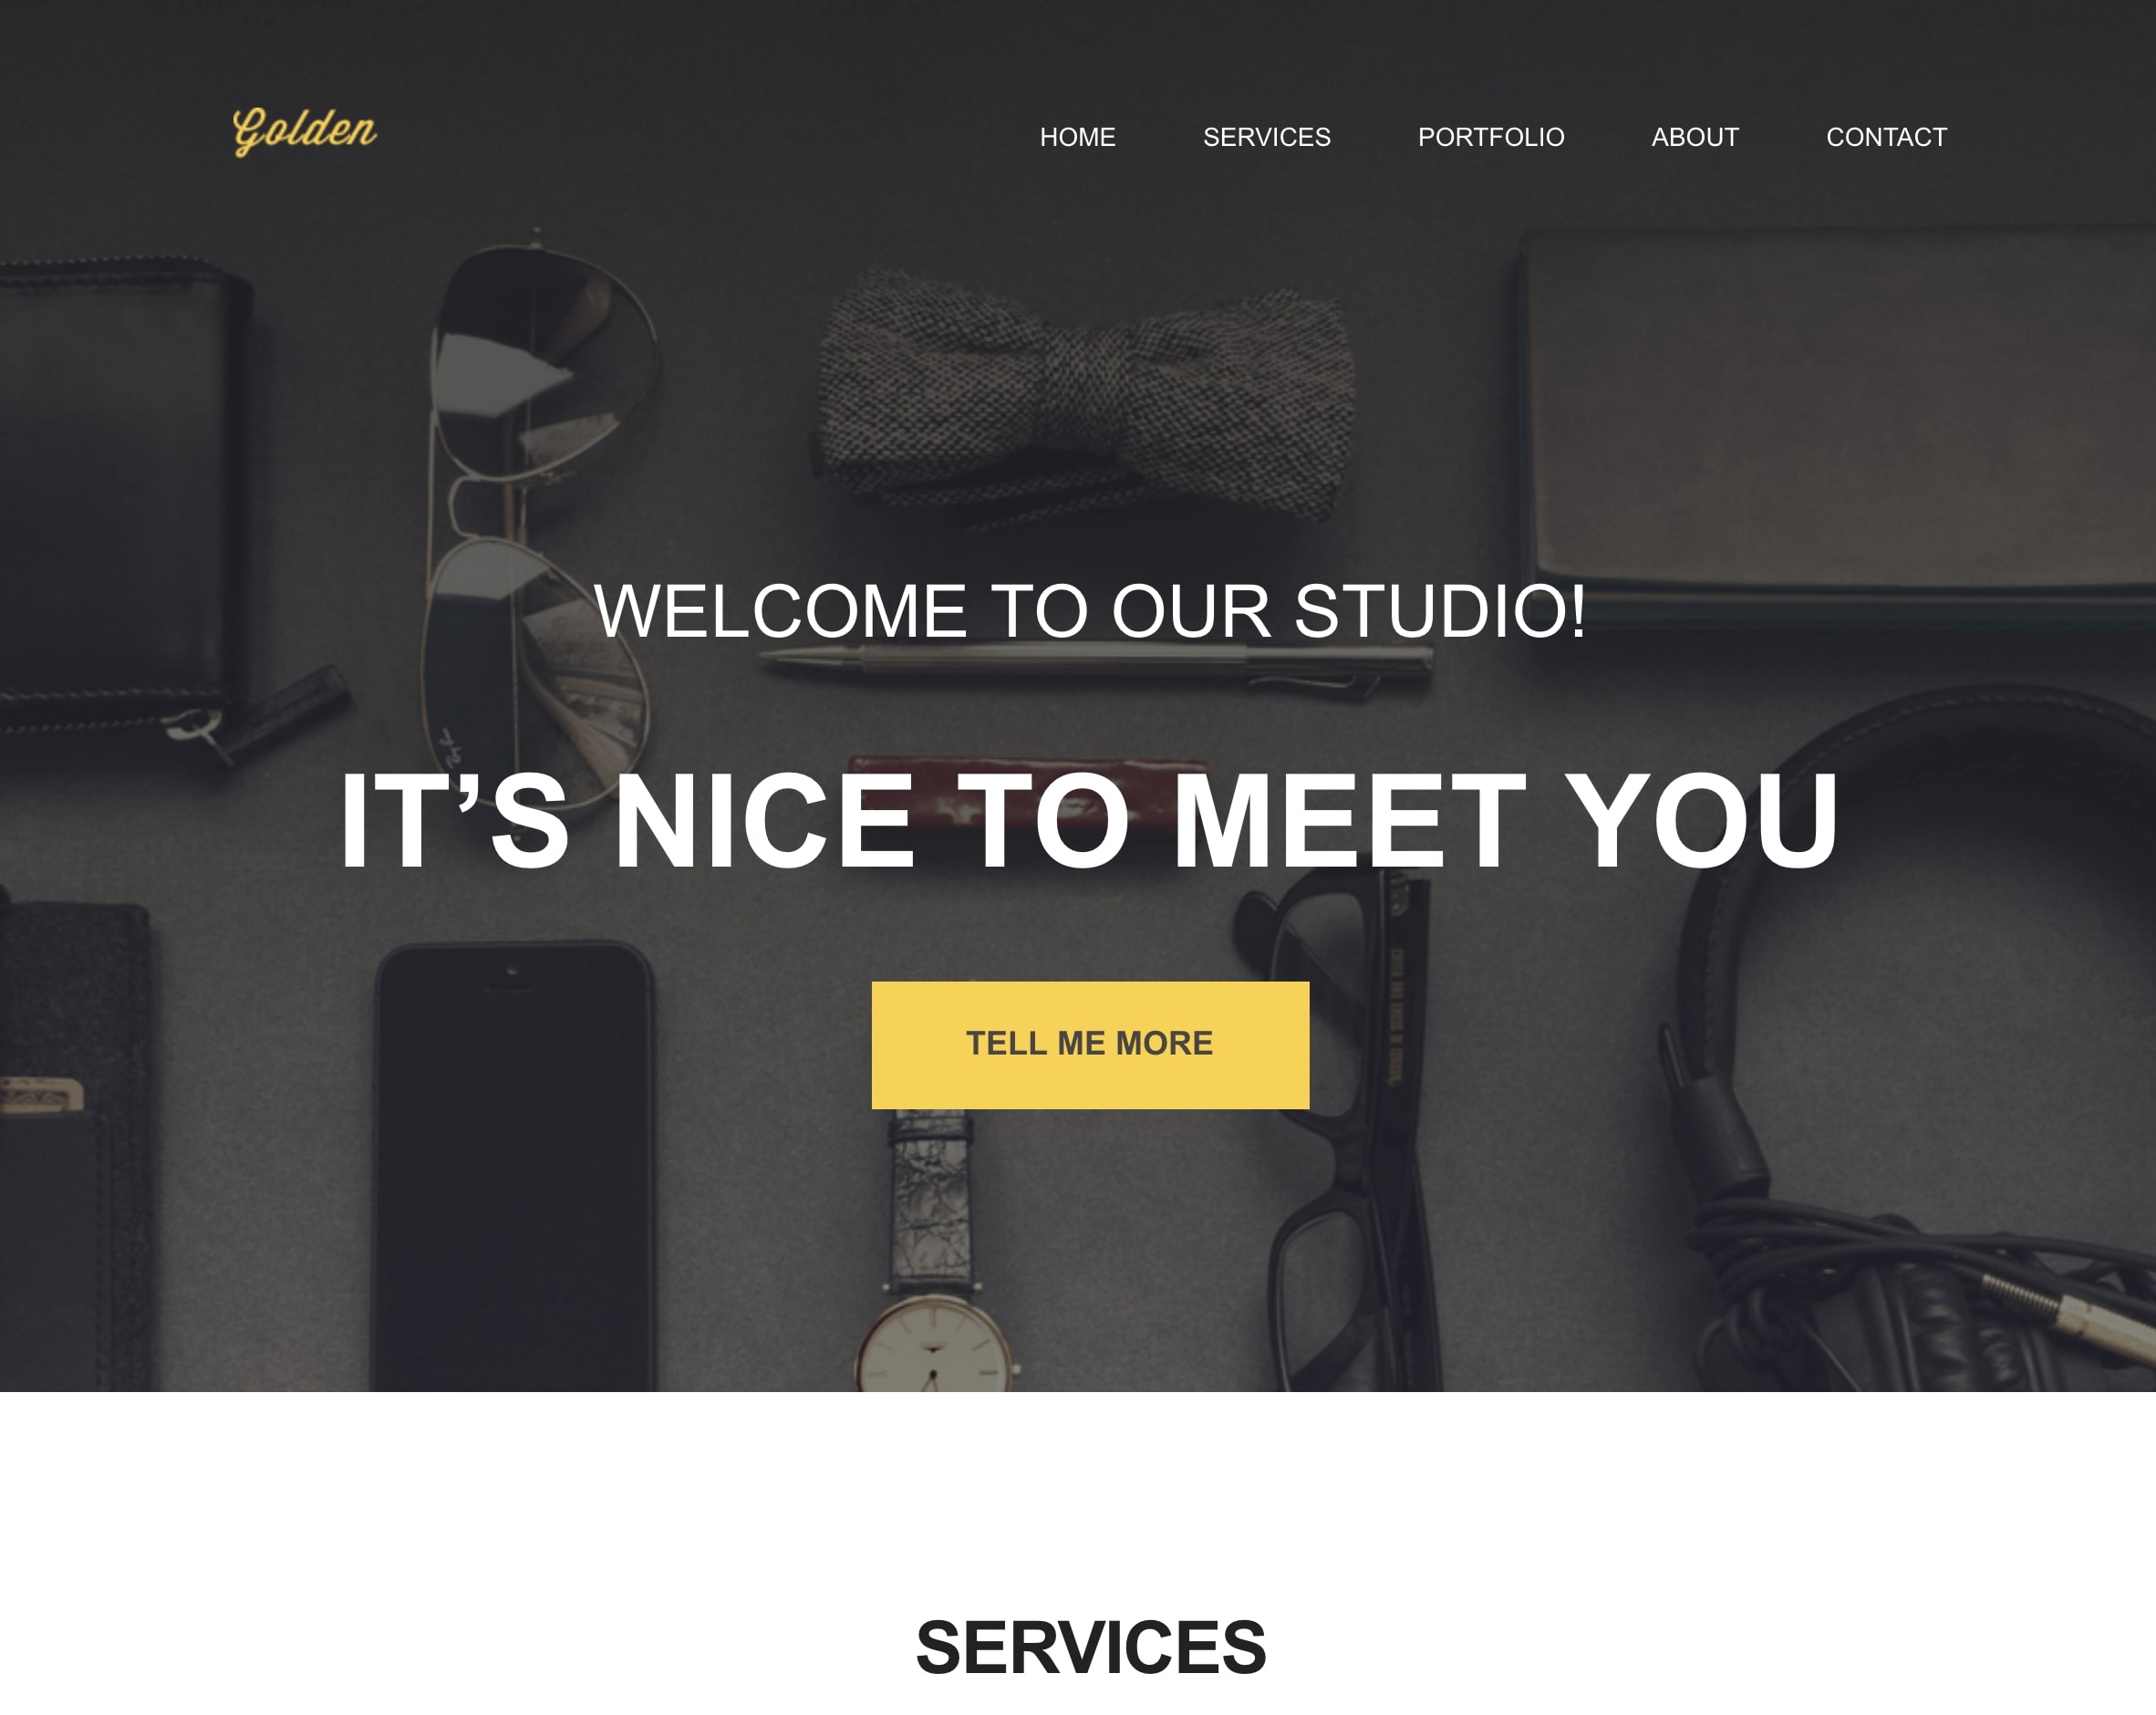 Golden
HOME SERVICES PORTFOLIO ABOUT CONTACT
WELCOME TO OUR STUDIO!
IT’S NICE TO MEET YOU
TELL ME MORE
SERVICES